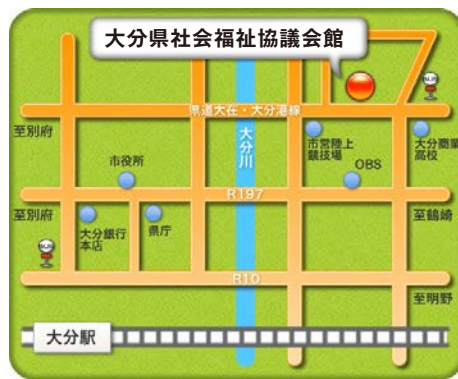 大分県社会福祉協議会館
県道大在・大分港線
至別府
大分川
市営陸上
競技場
大分商業
高校
市役所
OBS
R197
至別府
大分銀行
本店
県庁
至鶴崎
R10
至明野
大分駅